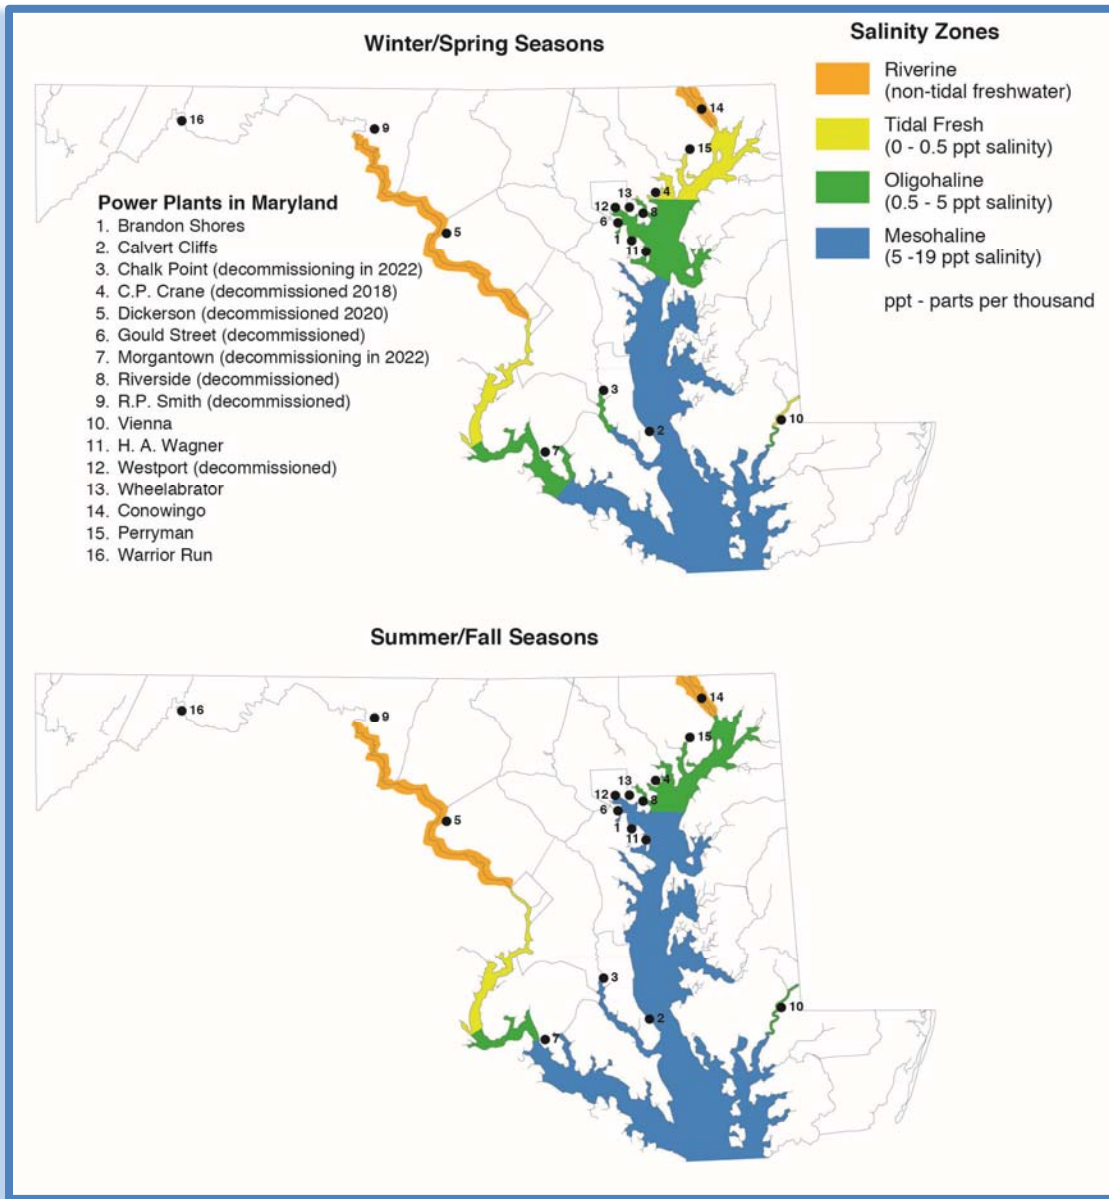 Winter/Spring Seasons
Salinity Zones
Riverine
(non-tidal freshwater)
Tidal Fresh
(0 - 0.5 ppt salinity)
Oligohaline
(0.5 - 5 ppt salinity)
Mesohaline
(5 -19 ppt salinity)
ppt - parts per thousand
Power Plants in Maryland
1. Brandon Shores
2. Calvert Cliffs
3. Chalk Point (decommissioning in 2022)
4. C.P. Crane (decommissioned 2018)
5. Dickerson (decommissioned 2020)
6. Gould Street (decommissioned)
7. Morgantown (decommissioning in 2022)
8. Riverside (decommissioned)
9. R.P. Smith (decommissioned)
10. Vienna
11. H. A. Wagner
12. Westport (decommissioned)
13. Wheelabrator
14. Conowingo
15. Perryman
16. Warrior Run
16
9
14
15
4
13
12
8
6
5
1
11
3
10
2
7
Summer/Fall Seasons
14
16
9
15
4
13
12
8
6
5
1
11
3
10
2
7